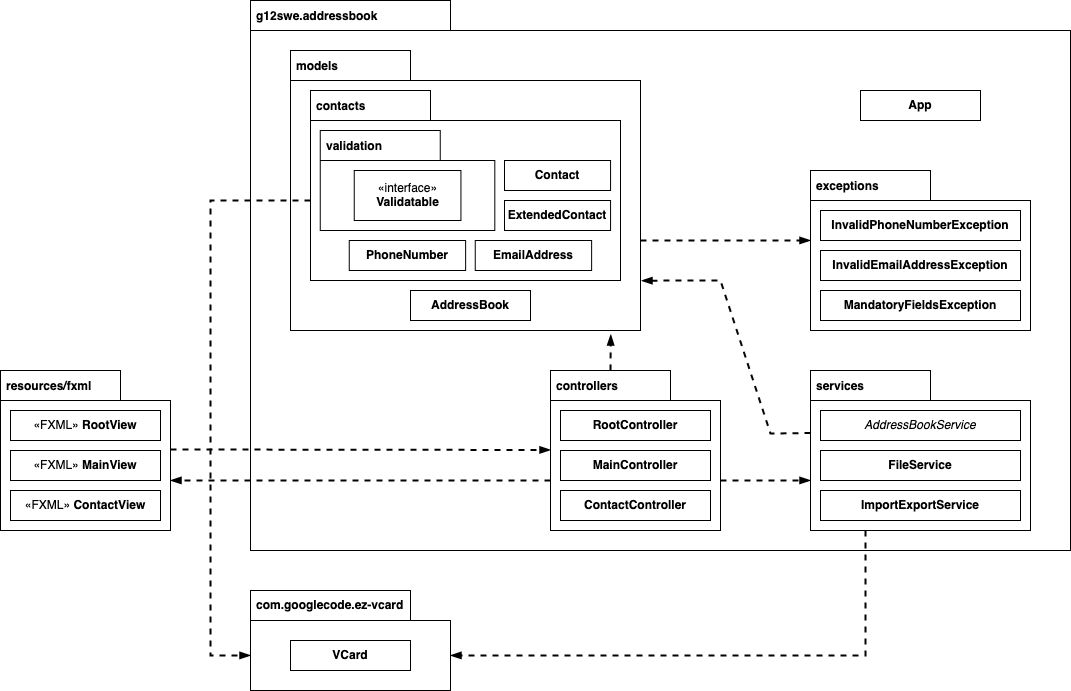 g12swe.addressbook
models
contacts
validation
«interface»
Validatable
Contact
ExtendedContact
PhoneNumber
EmailAddress
AddressBook
App
exceptions
InvalidPhoneNumberException
InvalidEmailAddressException
MandatoryFieldsException
resources/fxml
«FXML» RootView
«FXML» MainView
«FXML» ContactView
controllers
RootController
MainController
ContactController
services
AddressBookService
FileService
ImportExportService
com.googlecode.ez-vcard
VCard